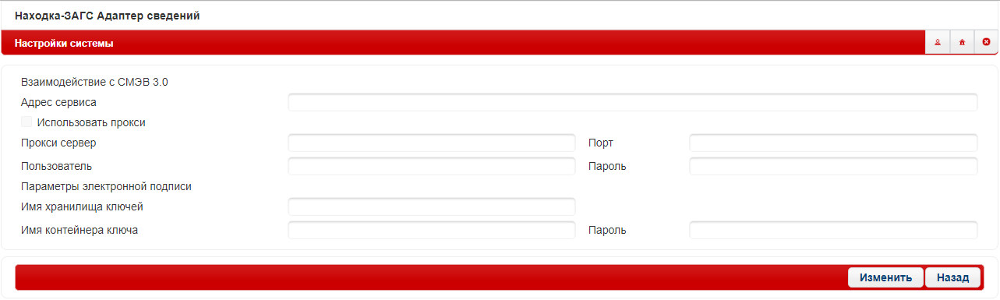 Находка-ЗАГС Адаптер сведений
Настройки системы
Взаимодействие с СМЭВ 3.0
Адрес сервиса
Использовать прокси
Прокси сервер Порт
Пользователь Пароль
Параметры электронной подписи
Имя хранилища ключей
Имя контейнера ключа Пароль
Изменить Назад